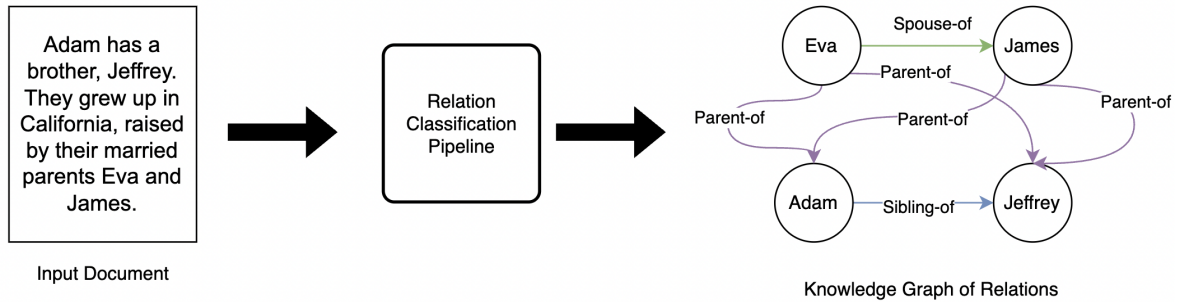 Adam has a
brother, Jeffrey.
They grew up in
California, raised
by their married
parents Eva and
James.
Input Document
Relation
Classification
Pipeline
Eva
Spouse-of
James
Parent-of
Parent-of
Parent-of
Parent-of
Adam
Sibling-of
Jeffrey
Knowledge Graph of Relations